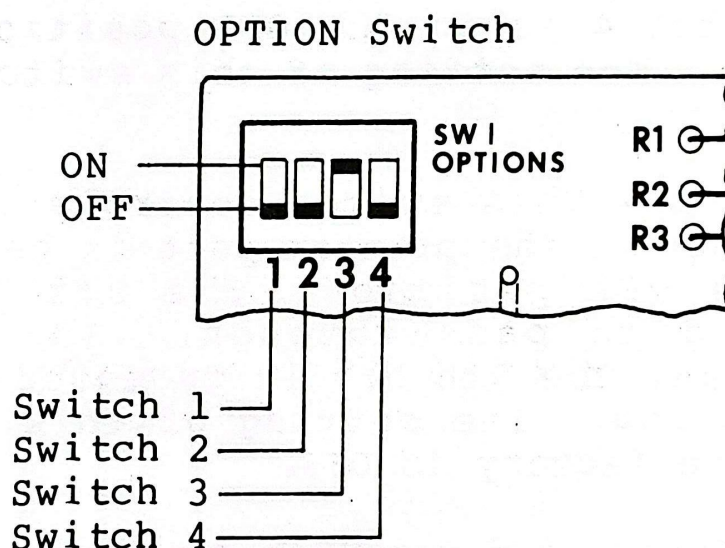 OPTION Switch
ON
OFF
SW1
OPTIONS
R1
R2
R3
1 2 3 4
Switch 1
Switch 2
Switch 3
Switch 4